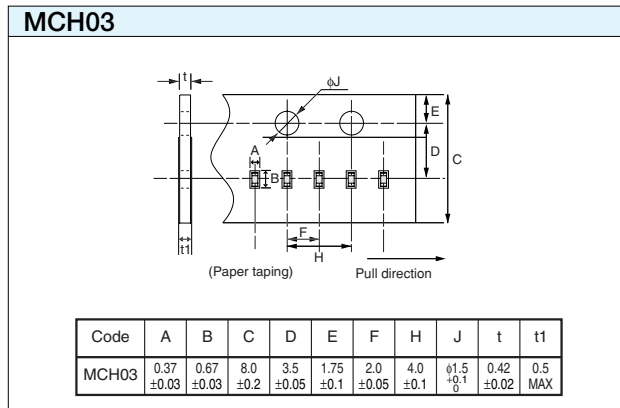 MCH03
t
ϕJ
E
A
D
C
B
F
H
t1
(Paper taping)
Pull direction
Code A B C D E F H J t t1
MCH03 0.37 ±0.03 0.67 ±0.03 8.0 ±0.2 3.5 ±0.05 1.75 ±0.1 2.0 ±0.05 4.0 ±0.1 ϕ1.5 +0.1 0 0.42 ±0.02 0.5 MAX